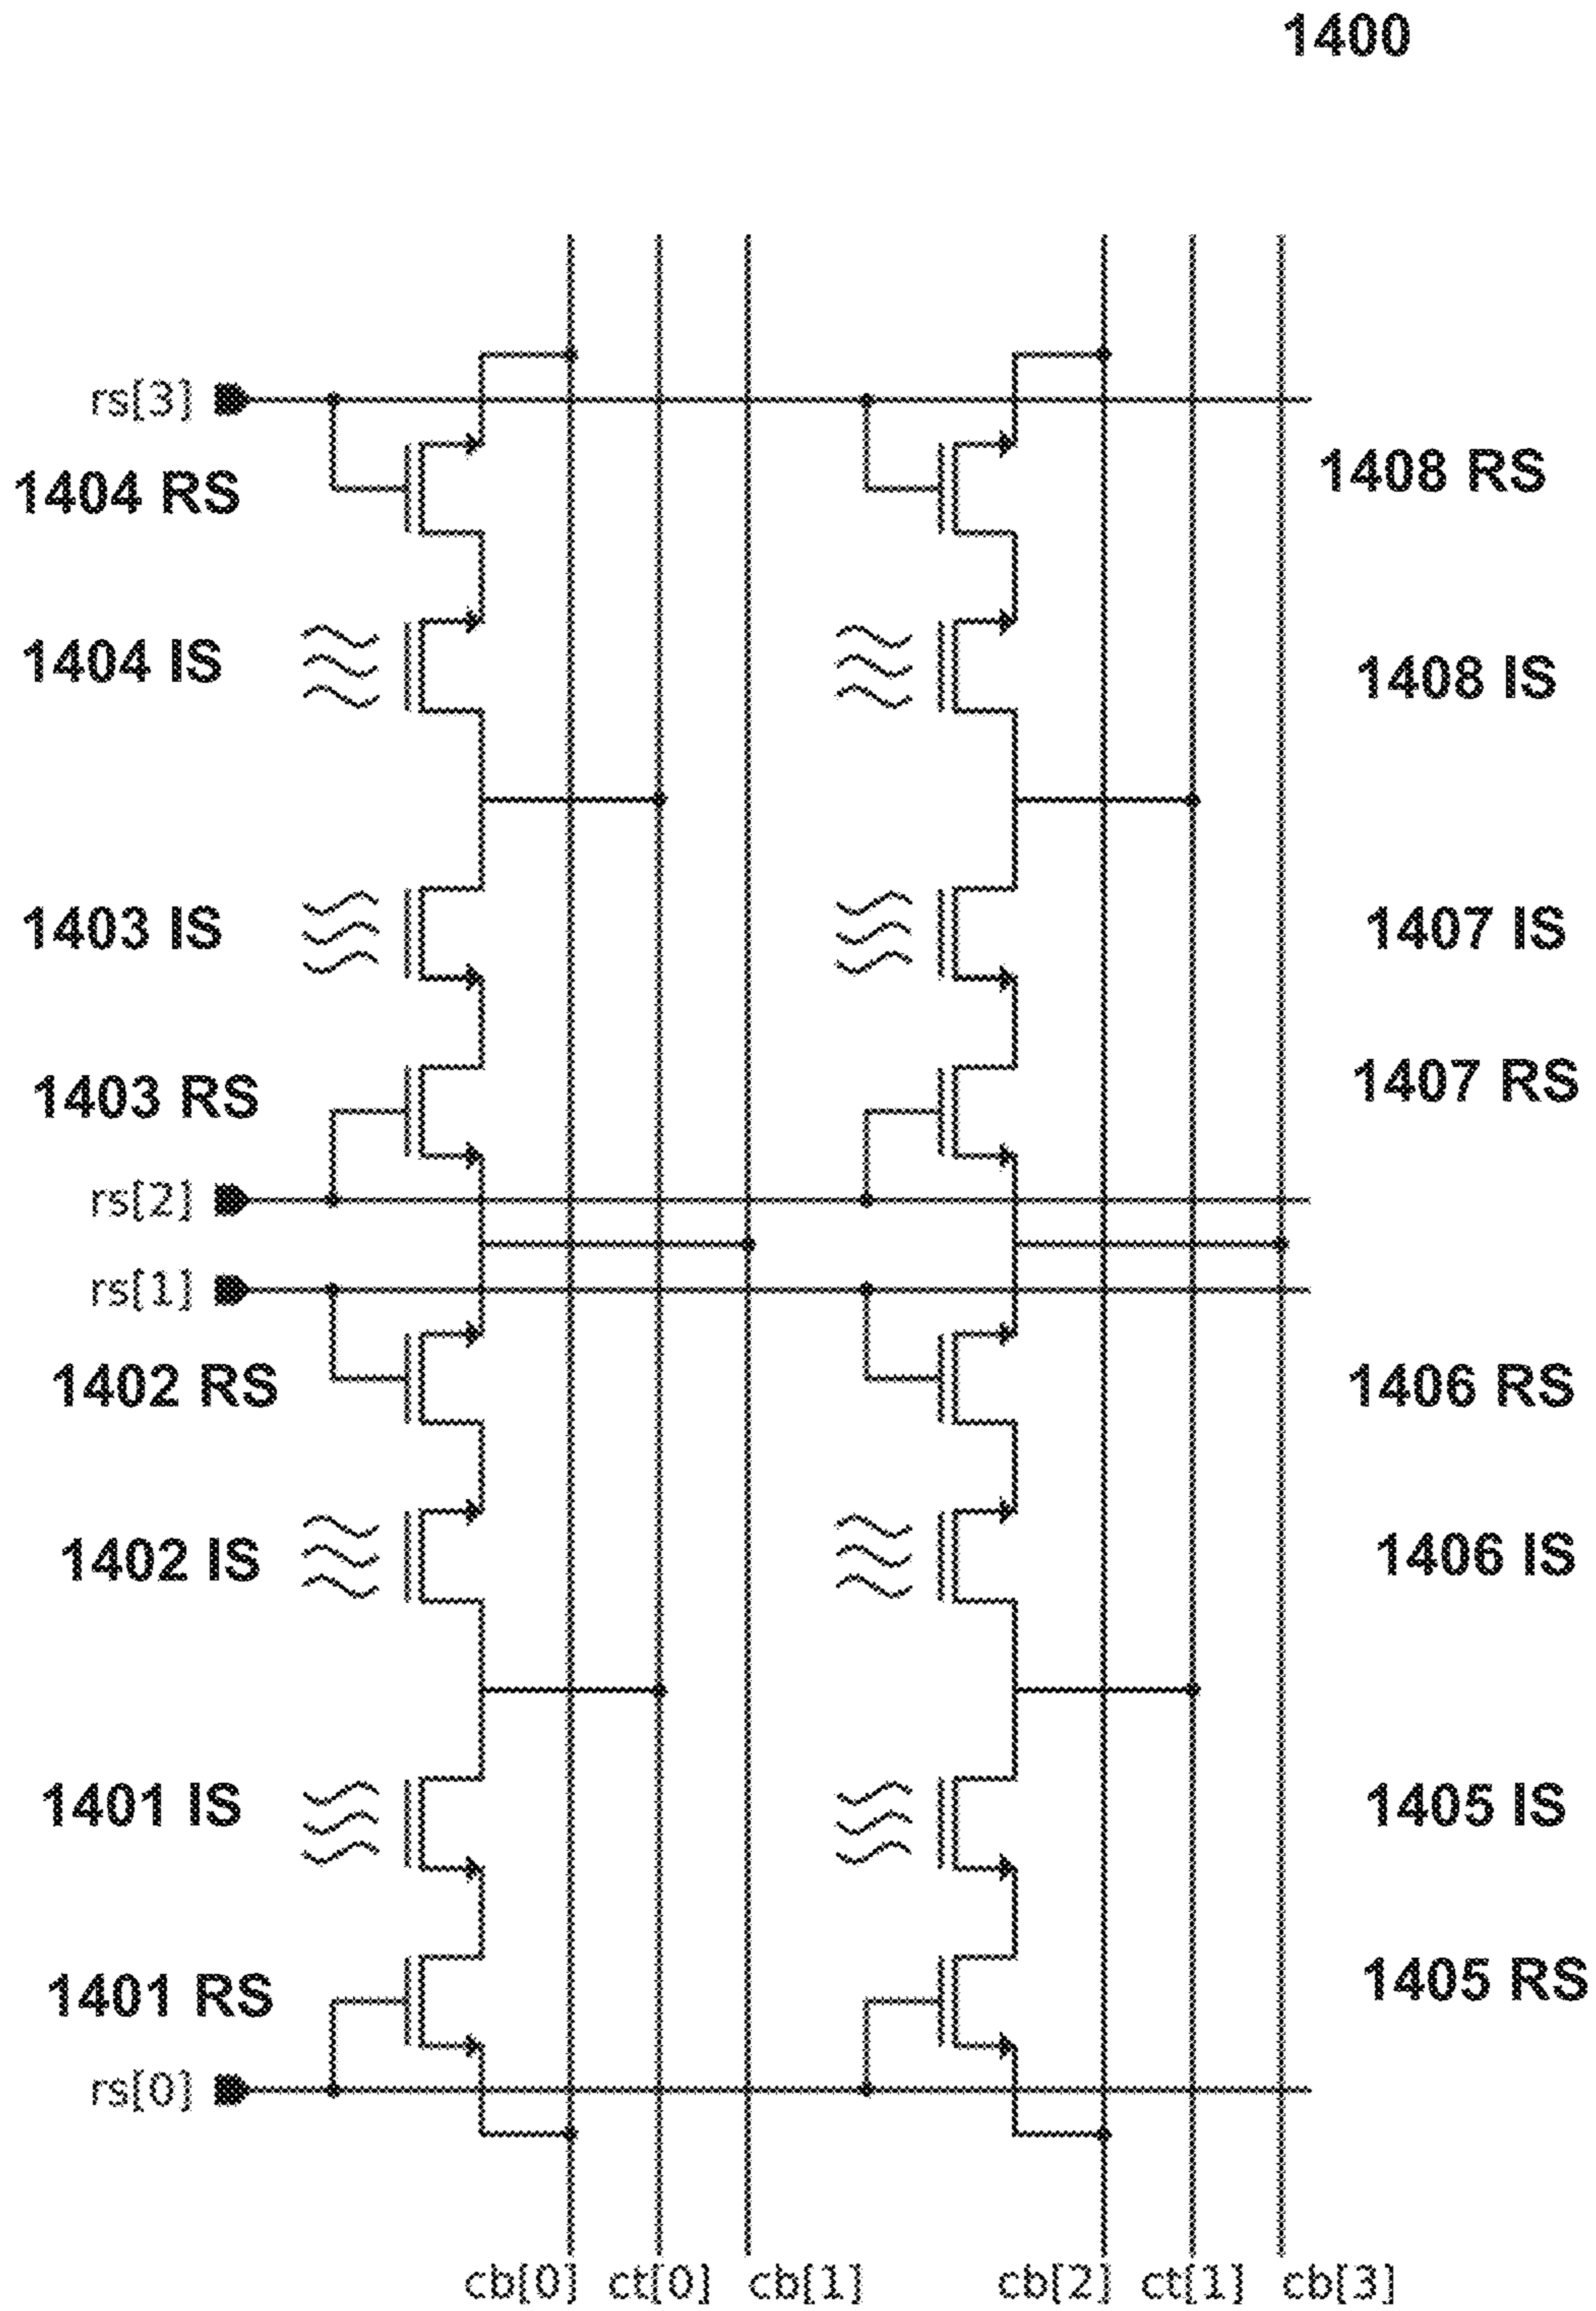 1400
rs[3]
1404 RS
1408 RS
1404 IS
1408 IS
1403 IS
1407 IS
1403 RS
1407 RS
rs[2]
rs[1]
1402 RS
1406 RS
1402 IS
1406 IS
1401 IS
1405 IS
1401 RS
1405 RS
rs[0]
cb[0] ct[0] cb[1] cb[2] ct[1] cb[3]